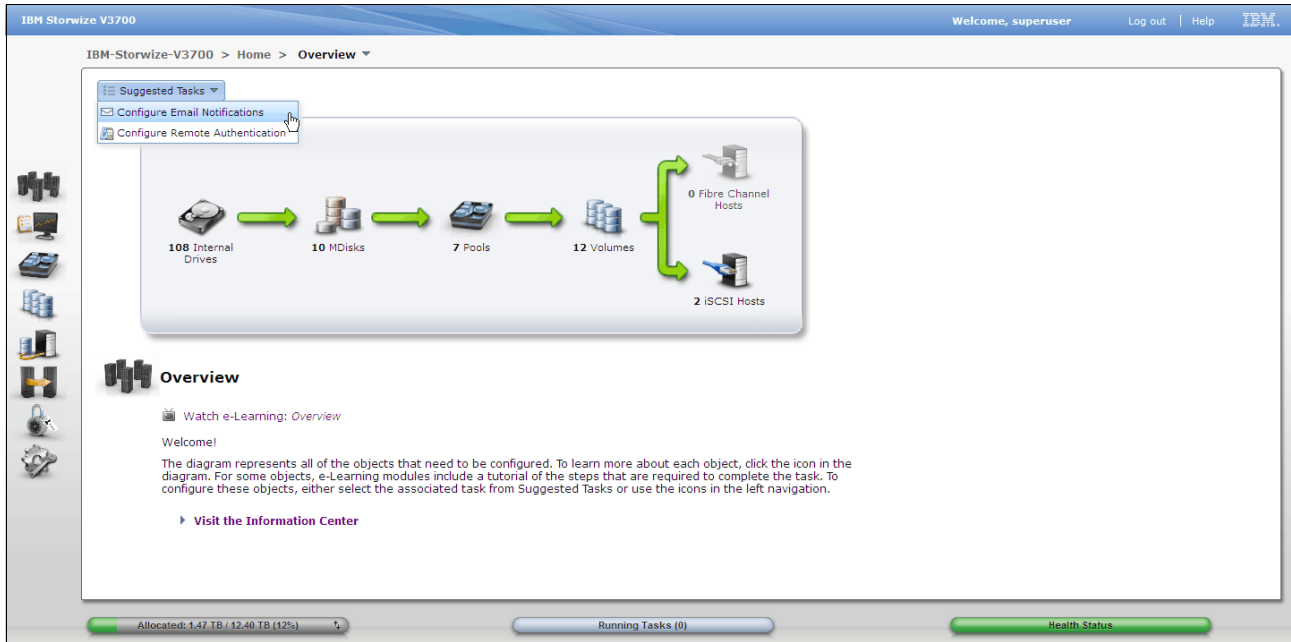 IBM Storwize V3700
Welcome, superuser
Log out | Help
IBM.
IBM-Storwize-V3700 > Home > Overview
Suggested Tasks
Configure Email Notifications
Configure Remote Authentication
0 Fibre Channel
Hosts
108 Internal
Drives
10 MDisks
7 Pools
12 Volumes
2 iSCSI Hosts
Overview
Watch e-Learning: Overview
Welcome!
The diagram represents all of the objects that need to be configured. To learn more about each object, click the icon in the
diagram. For some objects, e-Learning modules include a tutorial of the steps that are required to complete the task. To
configure these objects, either select the associated task from Suggested Tasks or use the icons in the left navigation.
Visit the Information Center
Allocated: 1.47 TB / 12.40 TB (12%)
Running Tasks (0)
Health Status